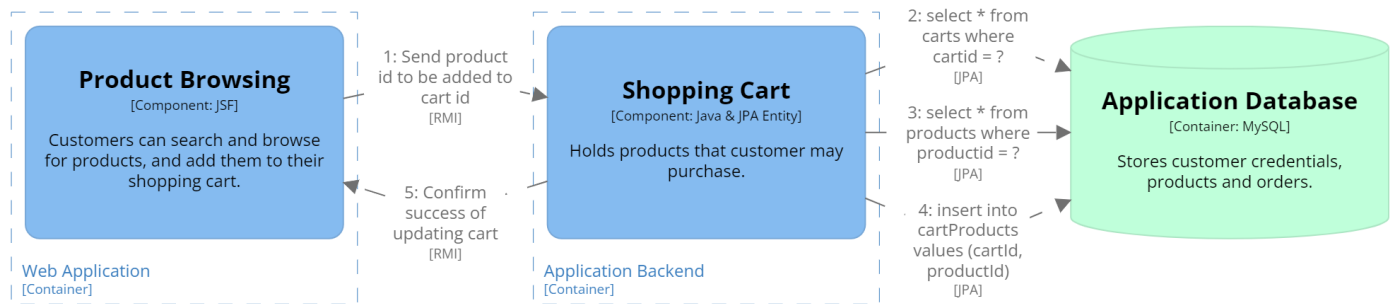 Product Browsing
[Component: JSF]
Customers can search and browse
for products, and add them to their
shopping cart.
Web Application
[Container]
1: Send product
id to be added to
cart id
[RMI]
5: Confirm
success of
updating cart
[RMI]
Shopping Cart
[Component: Java & JPA Entity]
Holds products that customer may
purchase.
Application Backend
[Container]
2: select * from
carts where
cartid = ?
[JPA]
3: select * from
products where
productid = ?
[JPA]
4: insert into
cartProducts
values (cartId,
productId)
[JPA]
Application Database
[Container: MySQL]
Stores customer credentials,
products and orders.